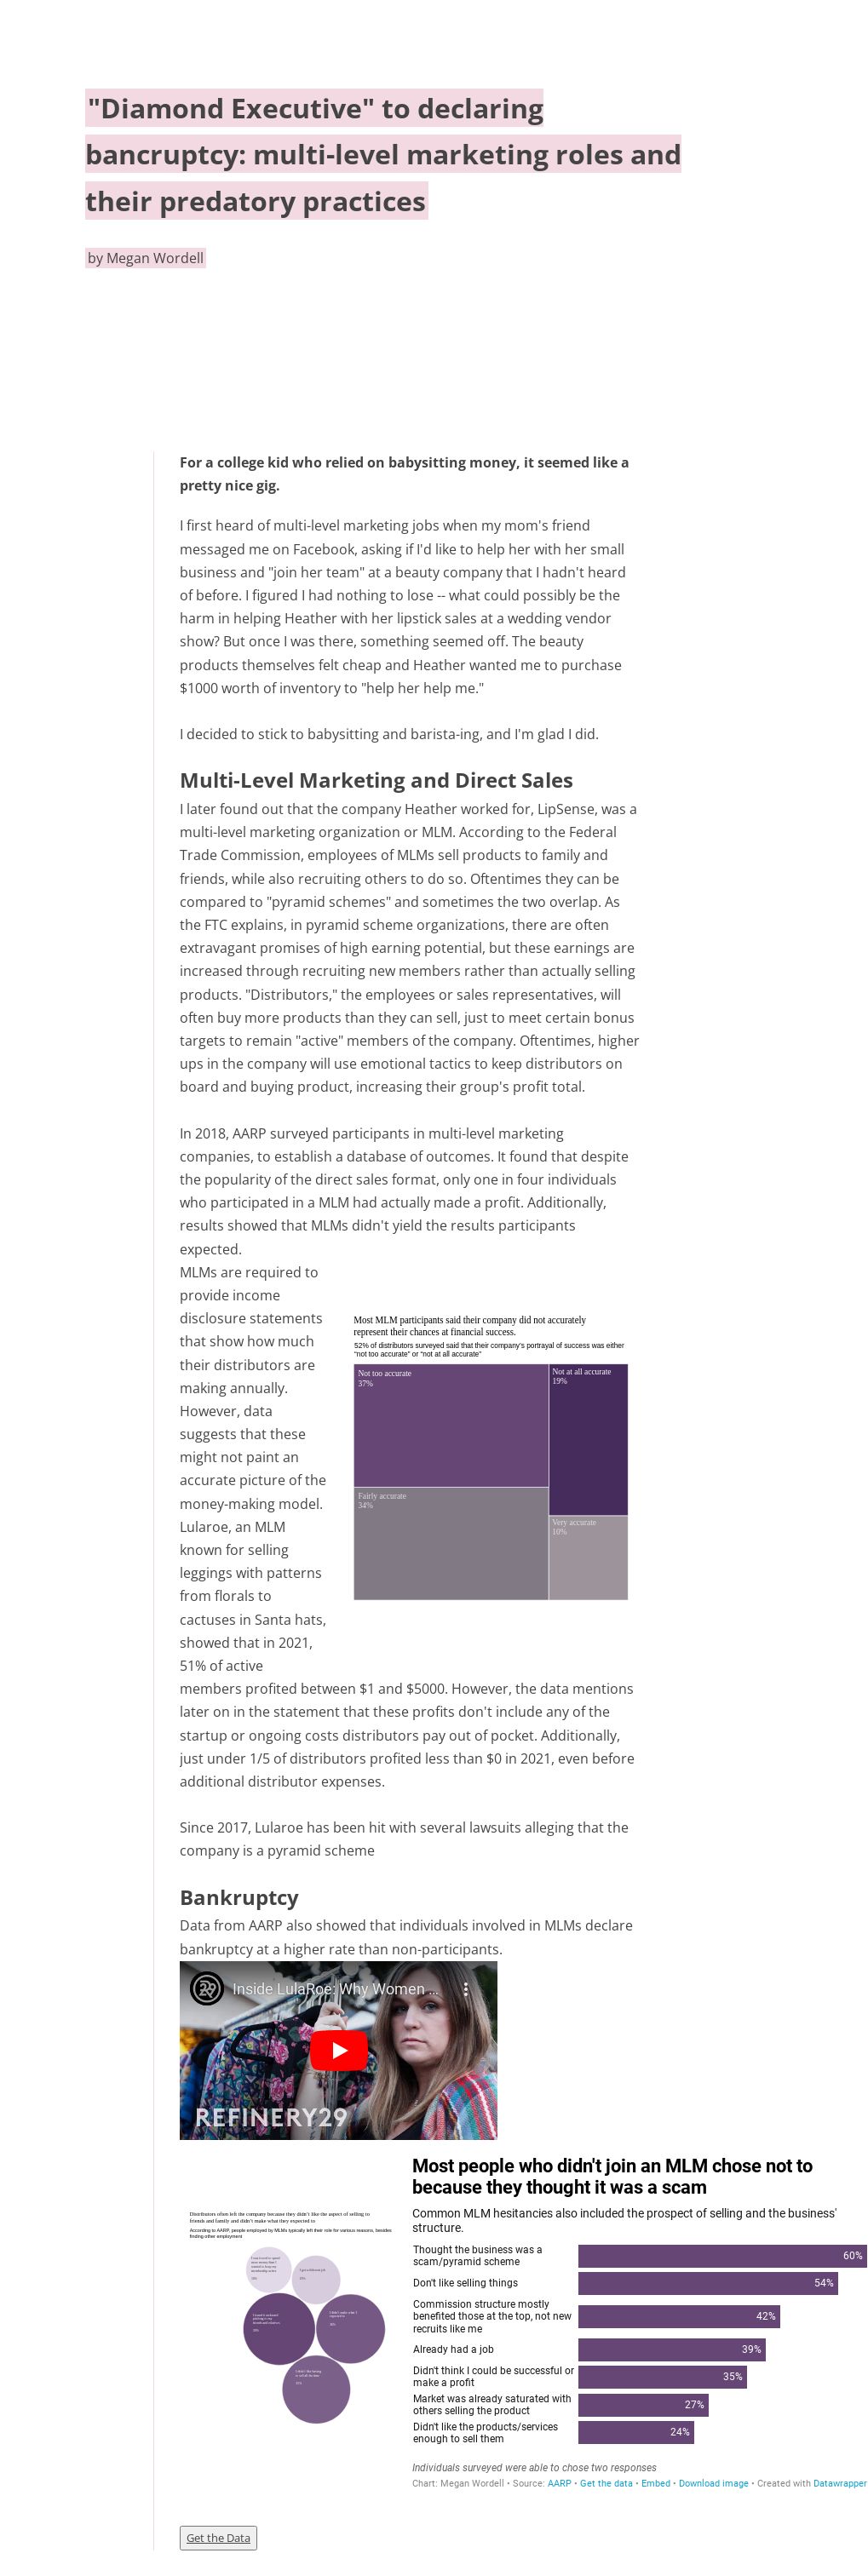 "Diamond Executive" to declaring
bancruptcy: multi-level marketing roles and
their predatory practices
by Megan Wordell
For a college kid who relied on babysitting money, it seemed like a
pretty nice gig.
I first heard of multi-level marketing jobs when my mom's friend
messaged me on Facebook, asking if I'd like to help her with her small
business and "join her team" at a beauty company that I hadn't heard
of before. I figured I had nothing to lose -- what could possibly be the
harm in helping Heather with her lipstick sales at a wedding vendor
show? But once I was there, something seemed off. The beauty
products themselves felt cheap and Heather wanted me to purchase
$1000 worth of inventory to "help her help me."
I decided to stick to babysitting and barista-ing, and I'm glad I did.
Multi-Level Marketing and Direct Sales
I later found out that the company Heather worked for, LipSense, was a
multi-level marketing organization or MLM. According to the Federal
Trade Commission, employees of MLMs sell products to family and
friends, while also recruiting others to do so. Oftentimes they can be
compared to "pyramid schemes" and sometimes the two overlap. As
the FTC explains, in pyramid scheme organizations, there are often
extravagant promises of high earning potential, but these earnings are
increased through recruiting new members rather than actually selling
products. "Distributors," the employees or sales representatives, will
often buy more products than they can sell, just to meet certain bonus
targets to remain "active" members of the company. Oftentimes, higher
ups in the company will use emotional tactics to keep distributors on
board and buying product, increasing their group's profit total.
In 2018, AARP surveyed participants in multi-level marketing
companies, to establish a database of outcomes. It found that despite
the popularity of the direct sales format, only one in four individuals
who participated in a MLM had actually made a profit. Additionally,
results showed that MLMs didn't yield the results participants
expected.
MLMs are required to
provide income
disclosure statements
that show how much
their distributors are
making annually.
However, data
suggests that these
might not paint an
accurate picture of the
money-making model.
Lularoe, an MLM
known for selling
leggings with patterns
from florals to
cactuses in Santa hats,
showed that in 2021,
51% of active
Most MLM participants said their company did not accurately
represent their chances at financial success.
52% of distributors surveyed said that their company's portrayal of success was either
"not too accurate" or "not at all accurate"
Not too accurate
37%
Not at all accurate
19%
Fairly accurate
34%
Very accurate
10%
members profited between $1 and $5000. However, the data mentions
later on in the statement that these profits don't include any of the
startup or ongoing costs distributors pay out of pocket. Additionally,
just under 1/5 of distributors profited less than $0 in 2021, even before
additional distributor expenses.
Since 2017, Lularoe has been hit with several lawsuits alleging that the
company is a pyramid scheme
Bankruptcy
Data from AARP also showed that individuals involved in MLMs declare
bankruptcy at a higher rate than non-participants.
29
Inside LulaRoe: Why Women ...
REFINERY29
Distributors often left the company because they didn't like the aspect of selling to
friends and family and didn't make what they expected to
According to AARP, people employed by MLMs typically left their role for various reasons, besides
finding other employment
Most people who didn't join an MLM chose not to
because they thought it was a scam
Common MLM hesitancies also included the prospect of selling and the business'
structure.
Thought the business was a
scam/pyramid scheme
60%
Don't like selling things
54%
Commission structure mostly
benefited those at the top, not new
recruits like me
42%
Already had a job
39%
Didn't think I could be successful or
make a profit
35%
Market was already saturated with
others selling the product
27%
Didn't like the products/services
enough to sell them
24%
Individuals surveyed were able to chose two responses
Chart: Megan Wordell • Source: AARP • Get the data • Embed • Download image • Created with Datawrapper
Get the Data